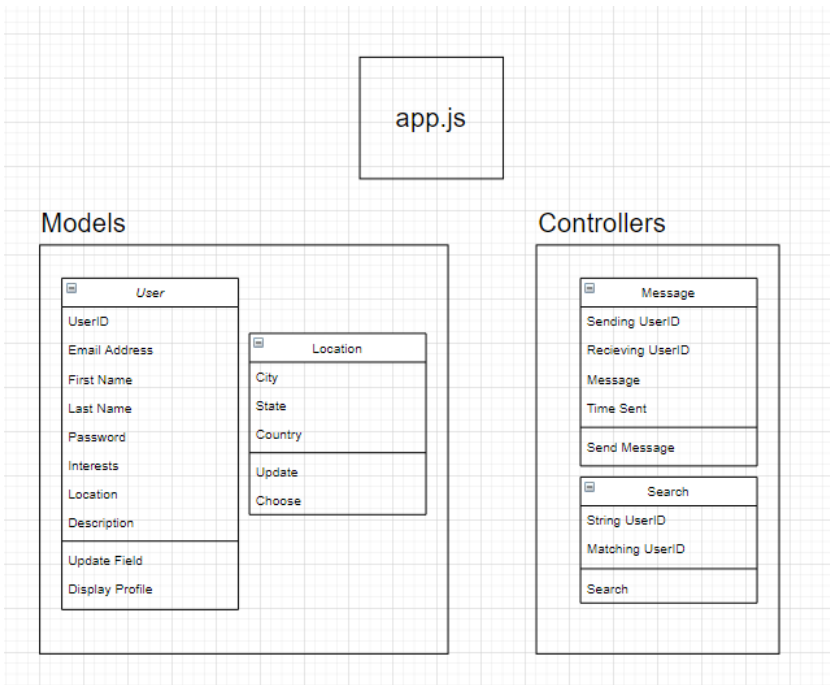 app.js
Models
User
UserID
Email Address
First Name
Last Name
Password
Interests
Location
Description
Update Field
Display Profile
Location
City
State
Country
Update
Choose
Controllers
Message
Sending UserID
Recieving UserID
Message
Time Sent
Send Message
Search
String UserID
Matching UserID
Search